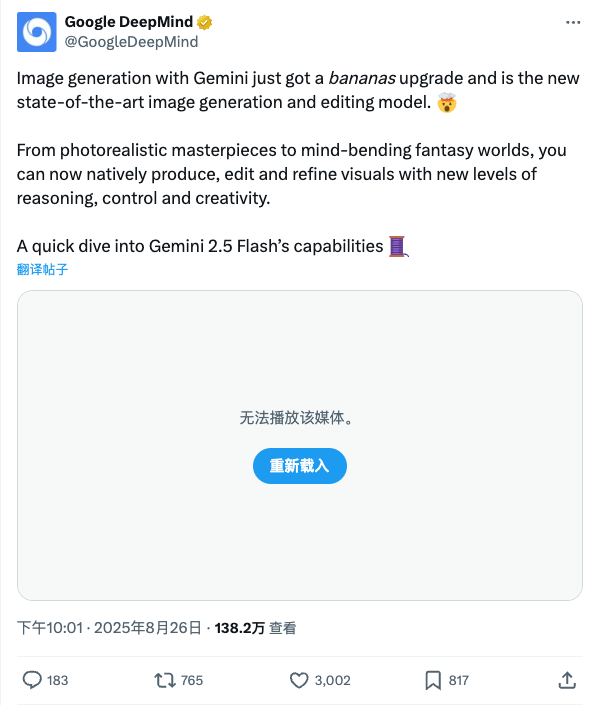 Google DeepMind
@GoogleDeepMind
Image generation with Gemini just got a bananas upgrade and is the new
state-of-the-art image generation and editing model. 🤯
From photorealistic masterpieces to mind-bending fantasy worlds, you
can now natively produce, edit and refine visuals with new levels of
reasoning, control and creativity.
A quick dive into Gemini 2.5 Flash’s capabilities 🧵
翻译帖子
无法播放该媒体。
重新载入
下午10:01 · 2025年8月26日 · 138.2万 查看
183 765 3,002 817